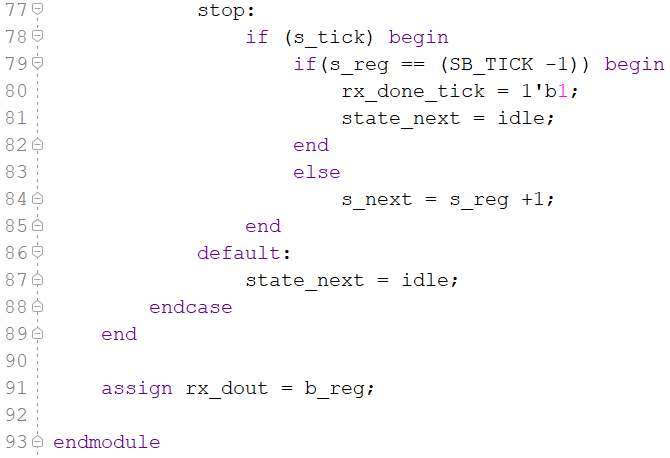 77 stop:
78 if (s_tick) begin
79 if(s_reg == (SB_TICK -1)) begin
80 rx_done_tick = 1'b1;
81 state_next = idle;
82 end
83 else
84 s_next = s_reg +1;
85 end
86 default:
87 state_next = idle;
88 endcase
89 end
90
91 assign rx_dout = b_reg;
92
93 endmodule